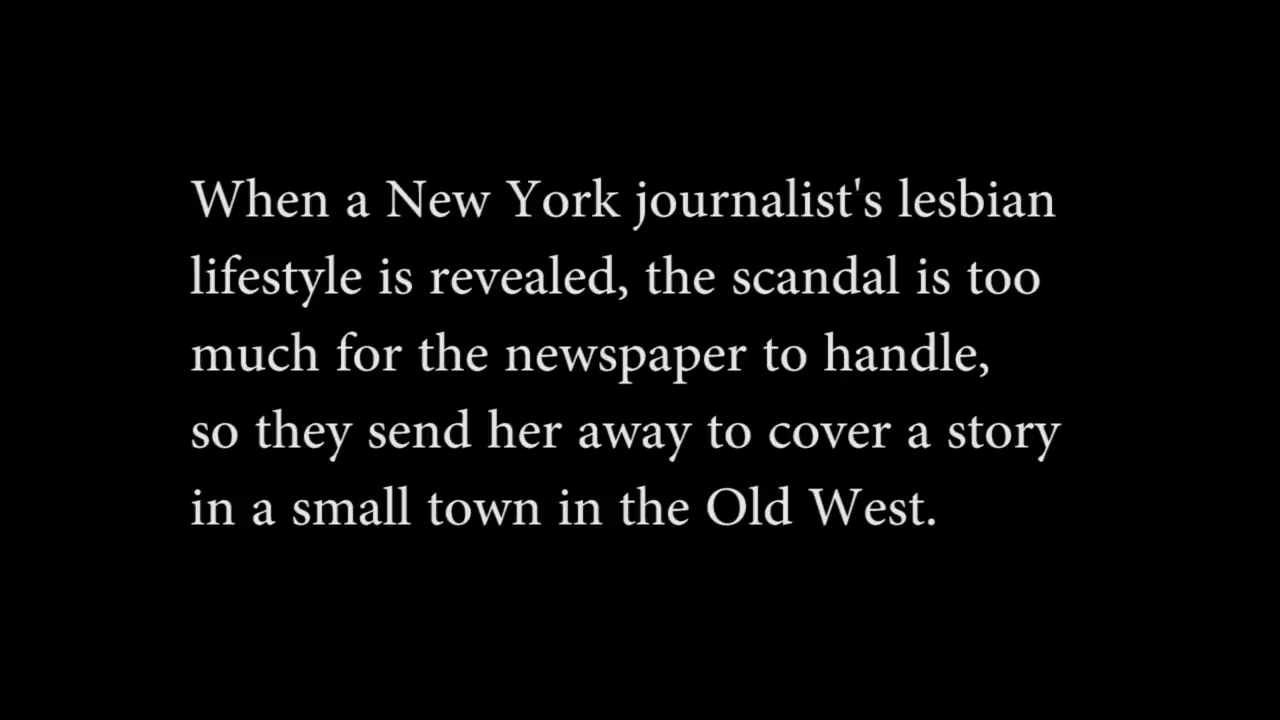 When a New York journalist's lesbian
lifestyle is revealed, the scandal is too
much for the newspaper to handle,
so they send her away to cover a story
in a small town in the Old West.